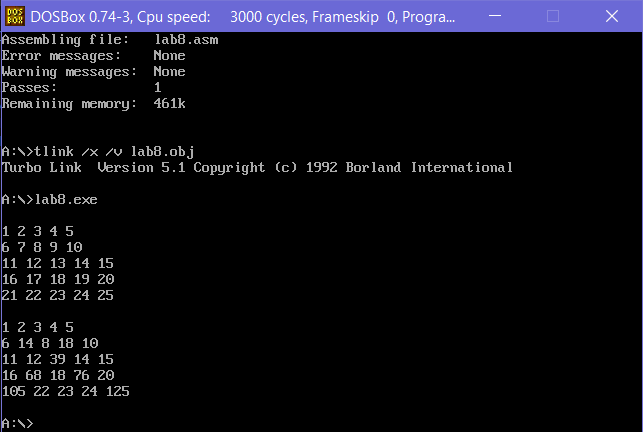 DOS BOX DOSBox 0.74-3, Cpu speed: 3000 cycles, Frameskip 0, Progra...
Assembling file: lab8.asm
Error messages: None
Warning messages: None
Passes: 1
Remaining memory: 461k
A:\>tlink /x /v lab8.obj
Turbo Link Version 5.1 Copyright (c) 1992 Borland International
A:\>lab8.exe
1 2 3 4 5
6 7 8 9 10
11 12 13 14 15
16 17 18 19 20
21 22 23 24 25
1 2 3 4 5
6 14 8 18 10
11 12 39 14 15
16 68 18 76 20
105 22 23 24 125
A:\>